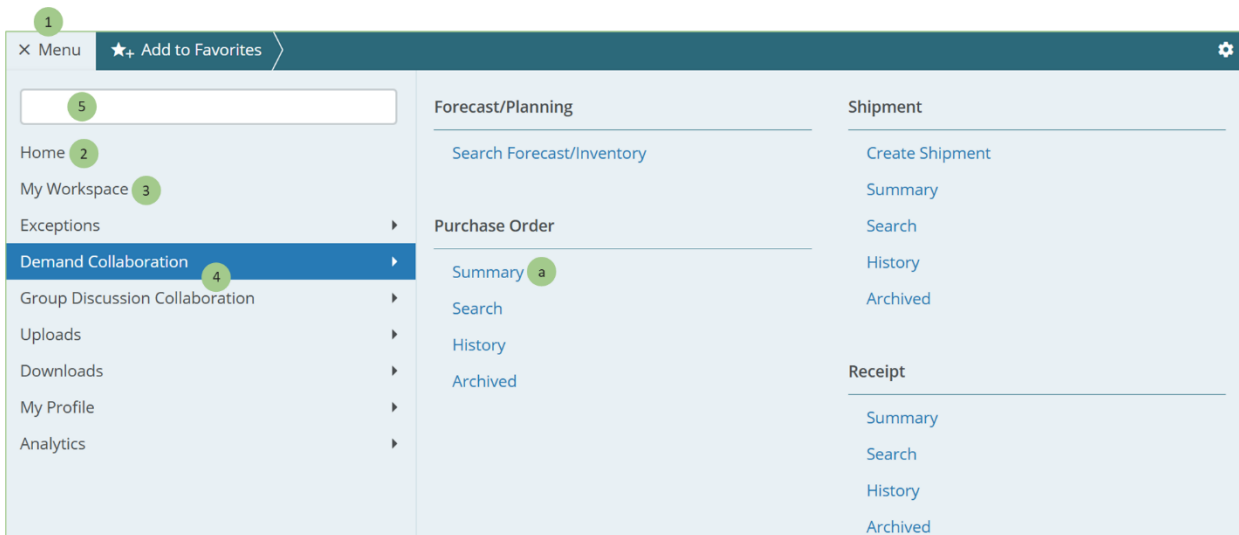 1
× Menu ★+ Add to Favorites
5
Home 2
My Workspace 3
Exceptions
Demand Collaboration
4
Group Discussion Collaboration
Uploads
Downloads
My Profile
Analytics
Forecast/Planning
Search Forecast/Inventory
Purchase Order
Summary a
Search
History
Archived
Shipment
Create Shipment
Summary
Search
History
Archived
Receipt
Summary
Search
History
Archived